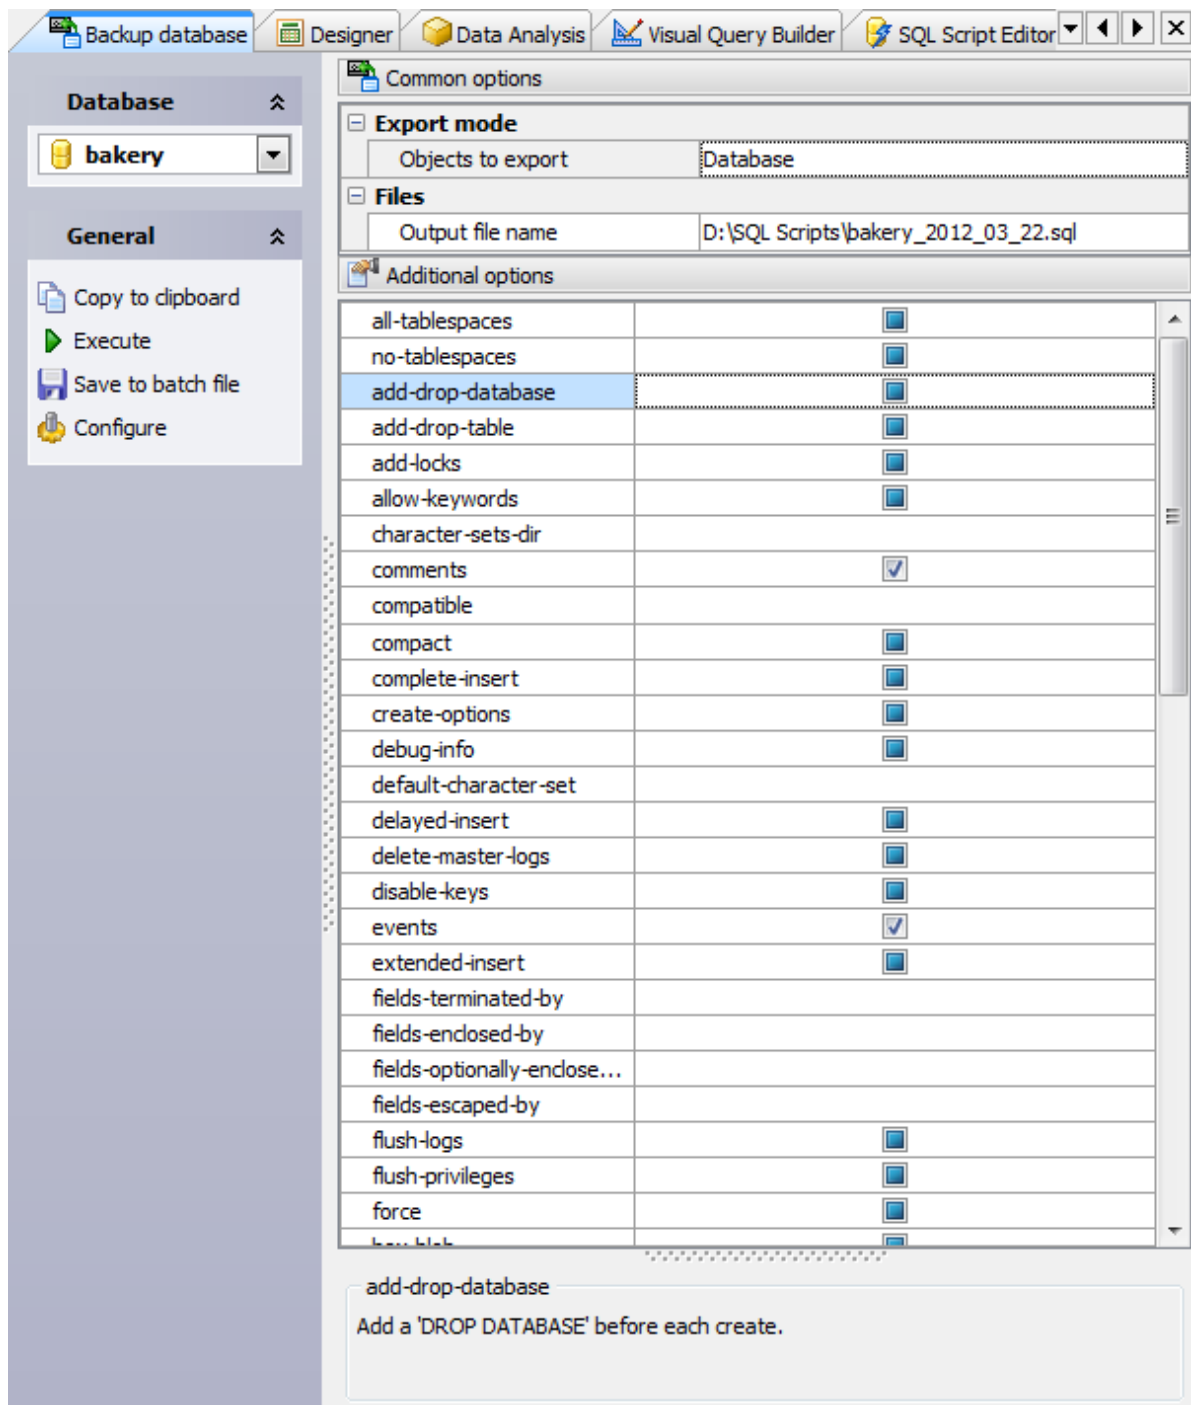 Backup database Designer Data Analysis Visual Query Builder SQL Script Editor
Database
bakery
General
Copy to clipboard
Execute
Save to batch file
Configure
Common options
Export mode
Objects to export Database
Files
Output file name D:\SQL Scripts\bakery_2012_03_22.sql
Additional options
all-tablespaces
no-tablespaces
add-drop-database
add-drop-table
add-locks
allow-keywords
character-sets-dir
comments
compatible
compact
complete-insert
create-options
debug-info
default-character-set
delayed-insert
delete-master-logs
disable-keys
events
extended-insert
fields-terminated-by
fields-enclosed-by
fields-optionally-enclose...
fields-escaped-by
flush-logs
flush-privileges
force
add-drop-database
Add a 'DROP DATABASE' before each create.